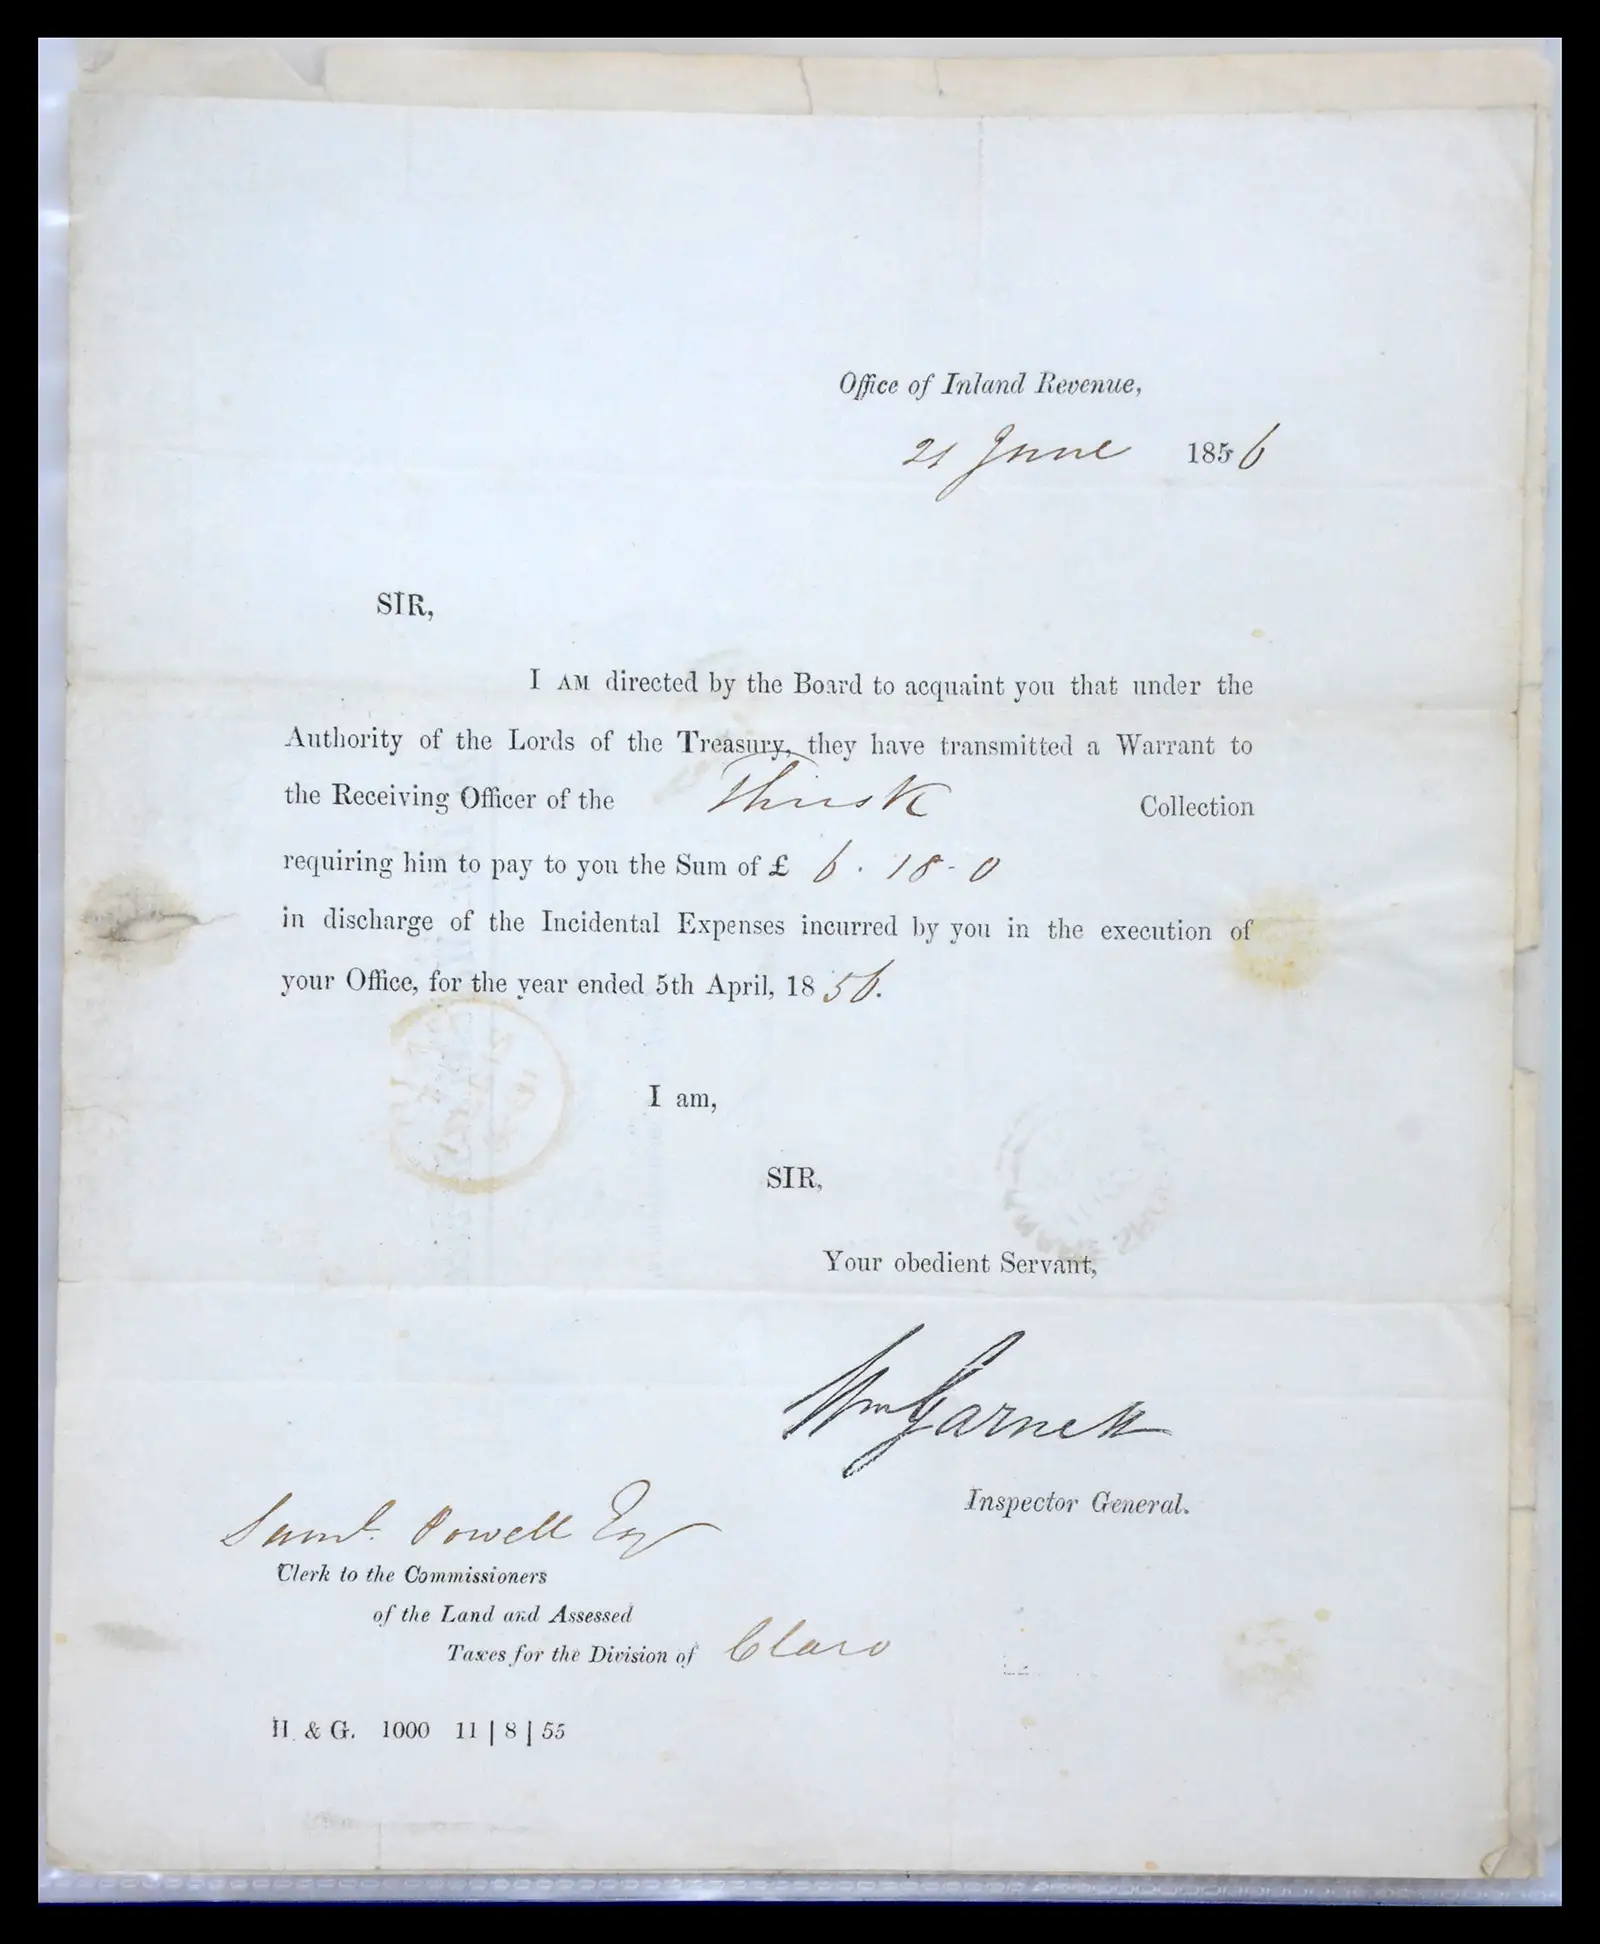 Office of Inland Revenue,
21 June 1856
SIR,
I AM directed by the Board to acquaint you that under the
Authority of the Lords of the Treasury, they have transmitted a Warrant to
the Receiving Officer of the Thirsk Collection
requiring him to pay to you the Sum of £ 6 . 18 - 0
in discharge of the Incidental Expenses incurred by you in the execution of
your Office, for the year ended 5th April, 18 56.
I am,
SIR,
Your obedient Servant,
Wm Garnett
Inspector General.
Saml. Powell Esq
Clerk to the Commissioners
of the Land and Assessed
Taxes for the Division of Claro
H & G. 1000 11 | 8 | 55